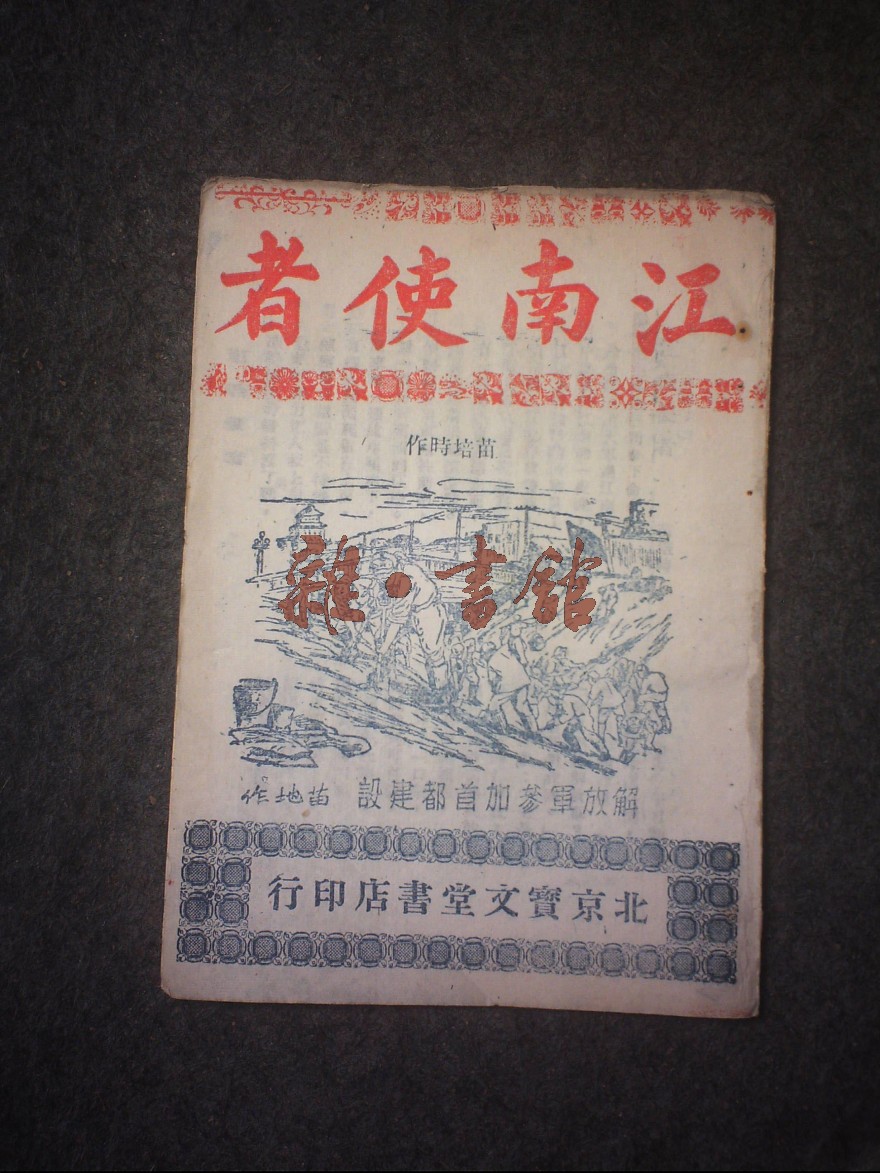 江南使者
苗培時作
雜·書館
解放軍參加首都建設 苗地作
北京寶文堂書店印行